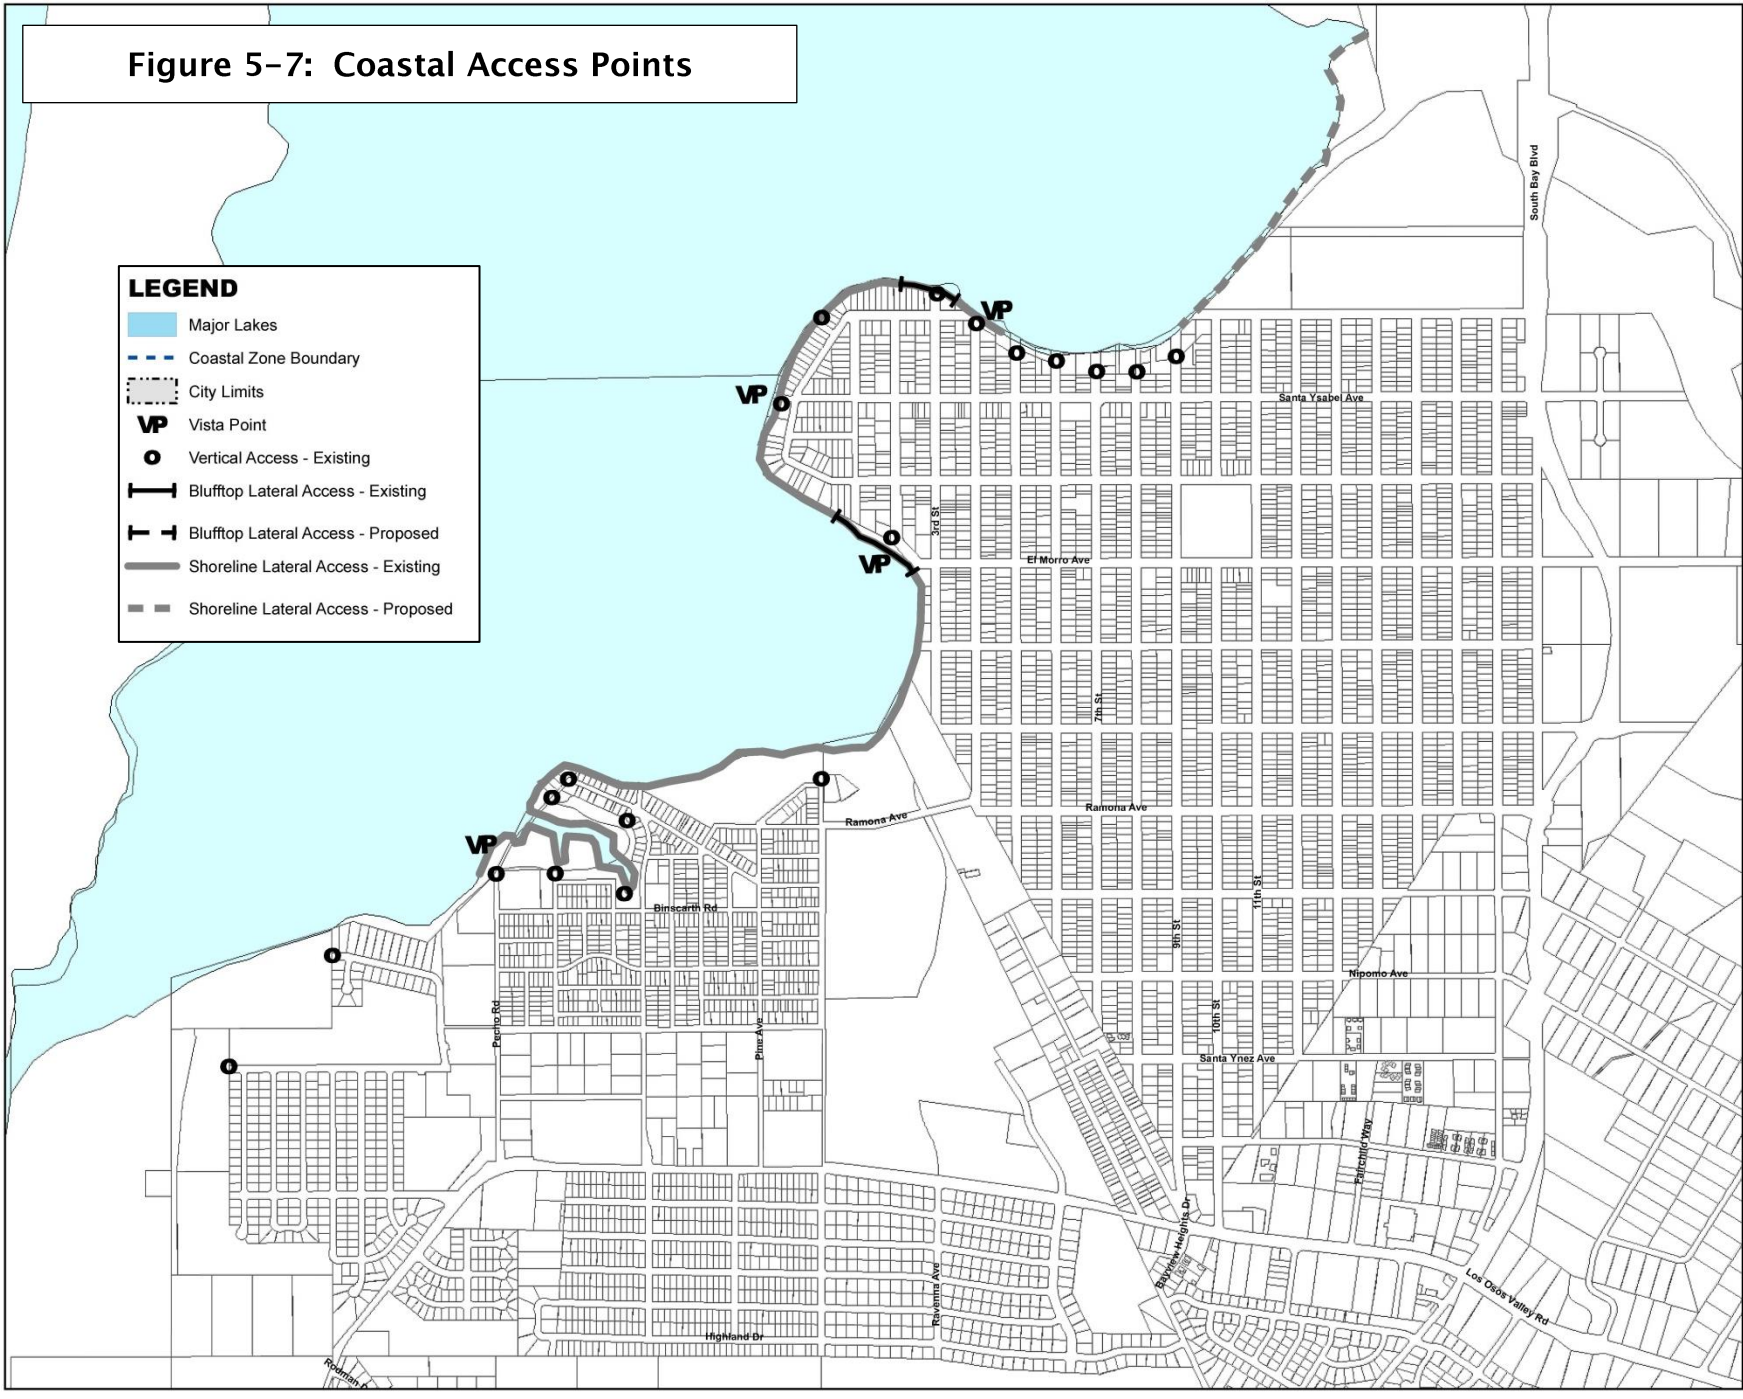 Figure 5-7: Coastal Access Points
South Bay Blvd
LEGEND
Major Lakes
Coastal Zone Boundary
City Limits
VP Vista Point
O Vertical Access - Existing
Blufftop Lateral Access - Existing
Blufftop Lateral Access - Proposed
Shoreline Lateral Access - Existing
Shoreline Lateral Access - Proposed
O
O
VP
O
O
O
O
O
O
VP
O
Santa Ysabel Ave
3rd St
O
VP
El Morro Ave
7th St
O
O
O
O
Ramona Ave
Ramona Ave
VP
O
O
O
11th St
Binscarth Rd
9th St
O
Nipomo Ave
Pecho Rd
Pine Ave
10th St
Santa Ynez Ave
O
Fairchild Way
Bayview Heights Dr
Ravenna Ave
Los Osos Valley Rd
Highland Dr
Rodman D